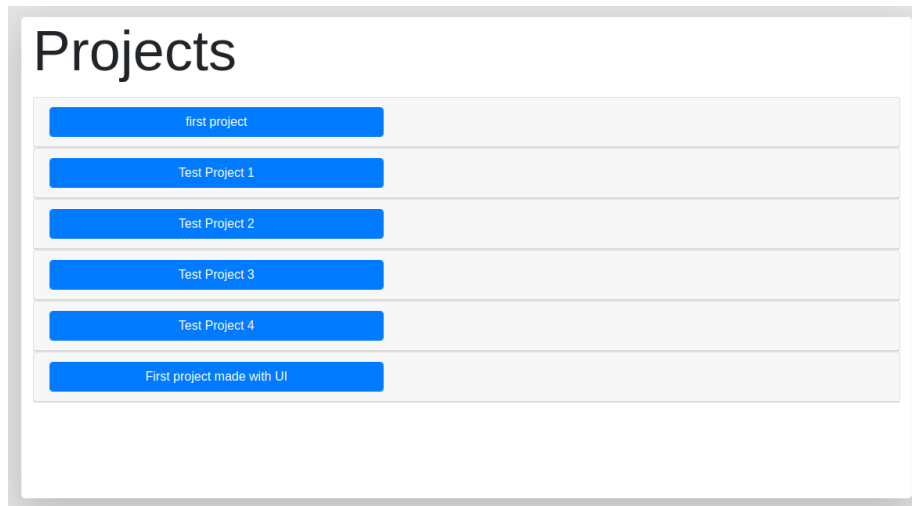 Projects
first project
Test Project 1
Test Project 2
Test Project 3
Test Project 4
First project made with UI